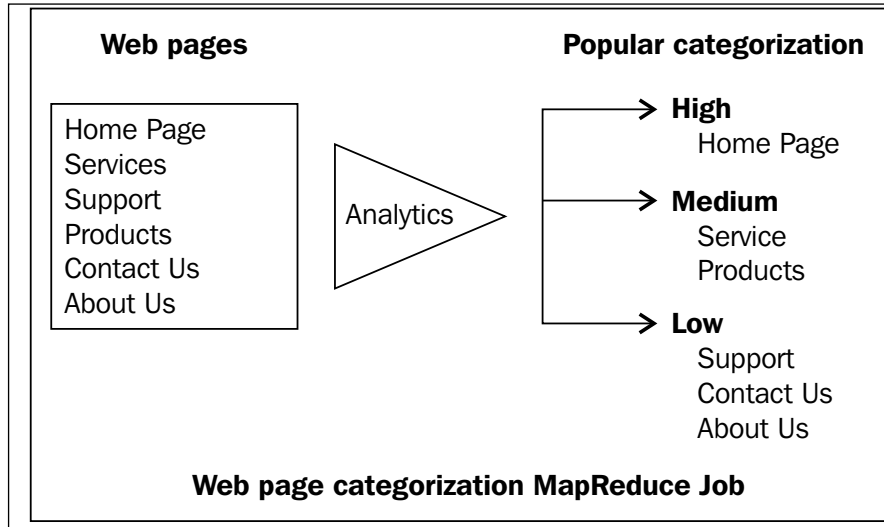 Web pages
Home Page
Services
Support
Products
Contact Us
About Us
Analytics
Popular categorization
High
Home Page
Medium
Service
Products
Low
Support
Contact Us
About Us
Web page categorization MapReduce Job